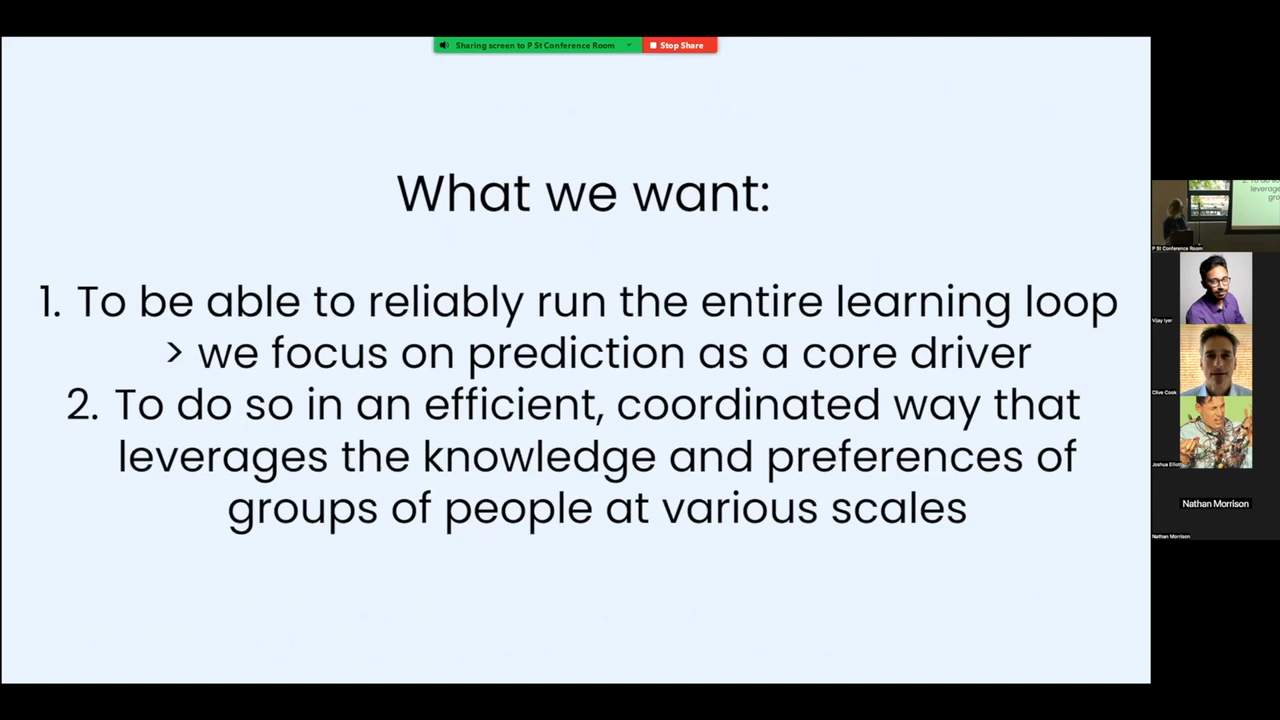 Sharing screen to P St Conference Room
Stop Share
What we want:
1. To be able to reliably run the entire learning loop
> we focus on prediction as a core driver
2. To do so in an efficient, coordinated way that
leverages the knowledge and preferences of
groups of people at various scales
leverage
gro
P St Conference Room
Vijay Iyer
Clive Cook
Joshua Elliott
Nathan Morrison
Nathan Morrison